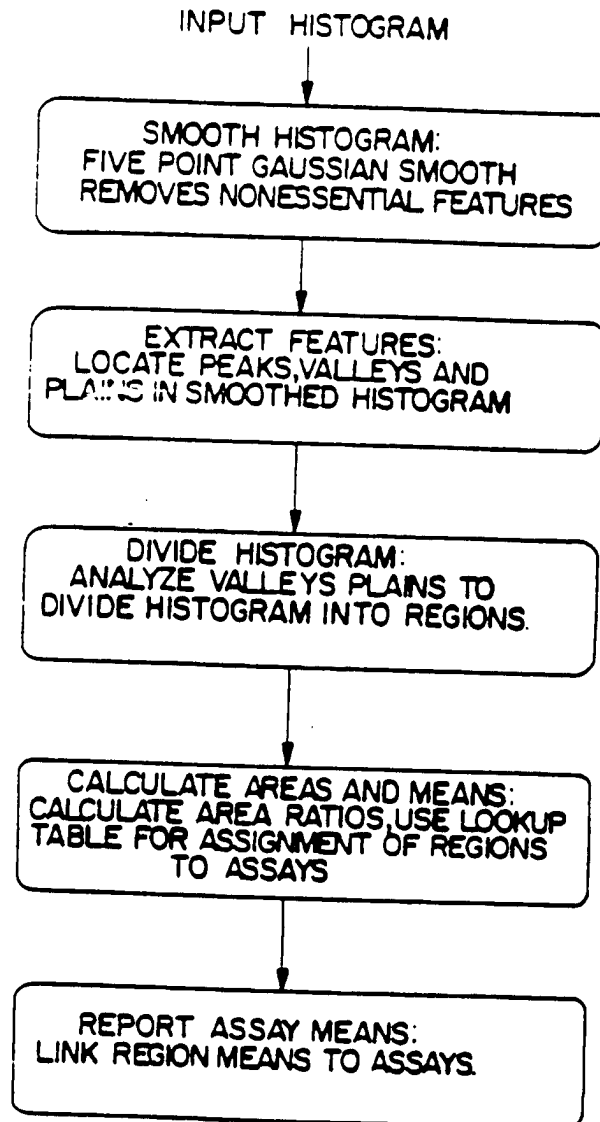 INPUT HISTOGRAM
SMOOTH HISTOGRAM:
FIVE POINT GAUSSIAN SMOOTH
REMOVES NONESSENTIAL FEATURES
EXTRACT FEATURES:
LOCATE PEAKS, VALLEYS AND
PLAINS IN SMOOTHED HISTOGRAM
DIVIDE HISTOGRAM:
ANALYZE VALLEYS PLAINS TO
DIVIDE HISTOGRAM INTO REGIONS.
CALCULATE AREAS AND MEANS:
CALCULATE AREA RATIOS, USE LOOKUP
TABLE FOR ASSIGNMENT OF REGIONS
TO ASSAYS
REPORT ASSAY MEANS:
LINK REGION MEANS TO ASSAYS.